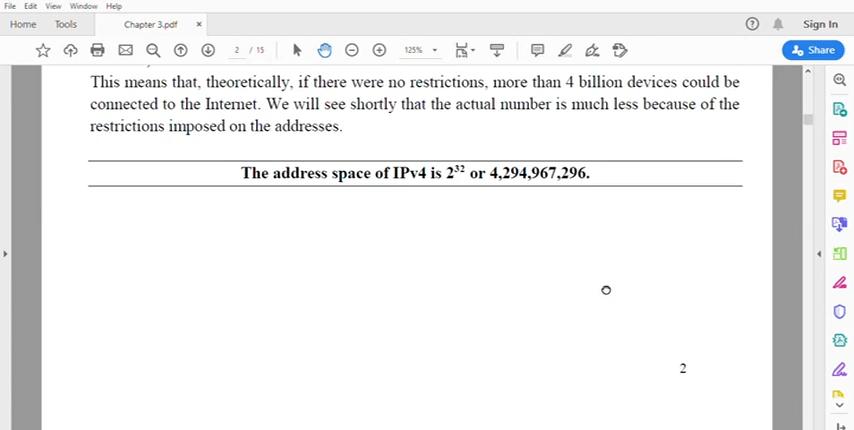 File Edit View Window Help
Home Tools Chapter 3.pdf × Sign In
2 / 15 125% Share
This means that, theoretically, if there were no restrictions, more than 4 billion devices could be
connected to the Internet. We will see shortly that the actual number is much less because of the
restrictions imposed on the addresses.
The address space of IPv4 is 2³² or 4,294,967,296.
2